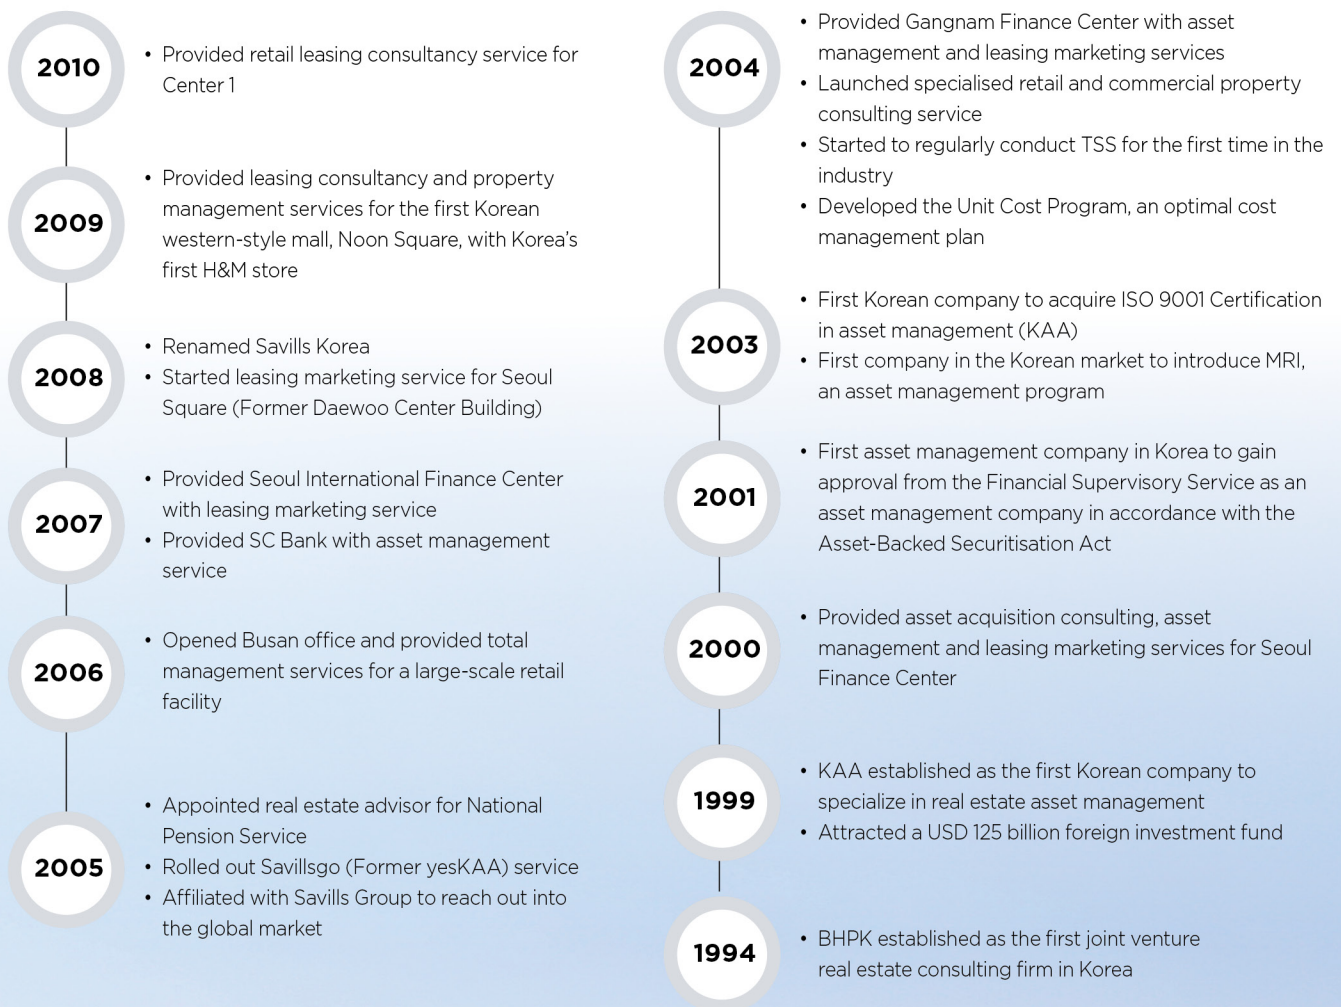 2010
• Provided retail leasing consultancy service for
Center 1
2009
• Provided leasing consultancy and property
management services for the first Korean
western-style mall, Noon Square, with Korea’s
first H&M store
2008
• Renamed Savills Korea
• Started leasing marketing service for Seoul
Square (Former Daewoo Center Building)
2007
• Provided Seoul International Finance Center
with leasing marketing service
• Provided SC Bank with asset management
service
2006
• Opened Busan office and provided total
management services for a large-scale retail
facility
2005
• Appointed real estate advisor for National
Pension Service
• Rolled out Savillsgo (Former yesKAA) service
• Affiliated with Savills Group to reach out into
the global market
2004
• Provided Gangnam Finance Center with asset
management and leasing marketing services
• Launched specialised retail and commercial property
consulting service
• Started to regularly conduct TSS for the first time in the
industry
• Developed the Unit Cost Program, an optimal cost
management plan
2003
• First Korean company to acquire ISO 9001 Certification
in asset management (KAA)
• First company in the Korean market to introduce MRI,
an asset management program
2001
• First asset management company in Korea to gain
approval from the Financial Supervisory Service as an
asset management company in accordance with the
Asset-Backed Securitisation Act
2000
• Provided asset acquisition consulting, asset
management and leasing marketing services for Seoul
Finance Center
1999
• KAA established as the first Korean company to
specialize in real estate asset management
• Attracted a USD 125 billion foreign investment fund
1994
• BHPK established as the first joint venture
real estate consulting firm in Korea